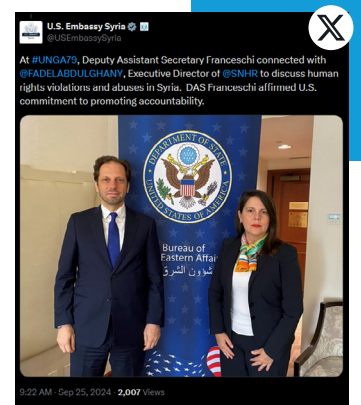 U.S. Embassy Syria
@USEmbassySyria
At #UNGA79, Deputy Assistant Secretary Franceschi connected with
@FADELABDULGHANY, Executive Director of @SNHR to discuss human
rights violations and abuses in Syria.  DAS Franceschi affirmed U.S.
commitment to promoting accountability.
DEPARTMENT OF STATE
UNITED STATES OF AMERICA
Bureau of
Eastern Affai
شؤون الشرق
9:22 AM · Sep 25, 2024 · 2,007 Views